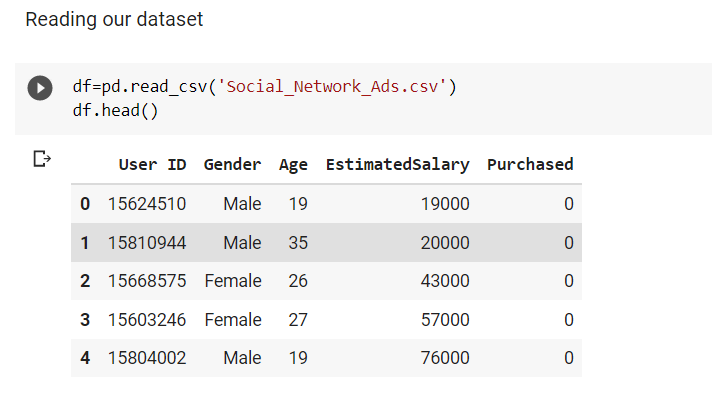 Reading our dataset
df=pd.read_csv('Social_Network_Ads.csv')
df.head()
User ID Gender Age EstimatedSalary Purchased
0 15624510 Male 19 19000 0
1 15810944 Male 35 20000 0
2 15668575 Female 26 43000 0
3 15603246 Female 27 57000 0
4 15804002 Male 19 76000 0